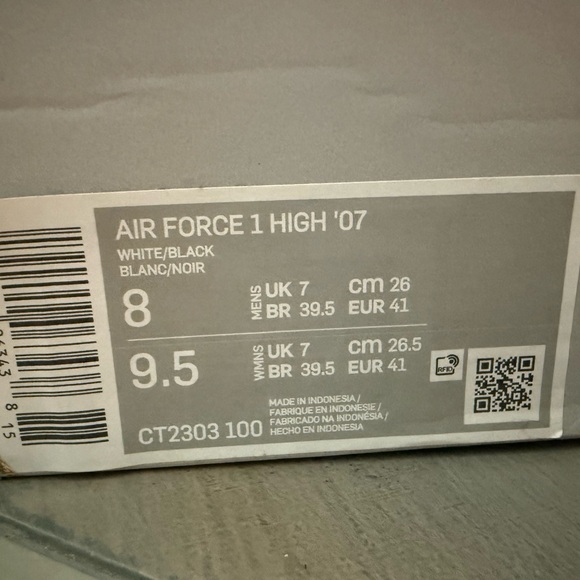 AIR FORCE 1 HIGH '07
WHITE/BLACK
BLANC/NOIR
8 MENS UK 7 cm 26
BR 39.5 EUR 41
9.5 WMNS UK 7 cm 26.5
BR 39.5 EUR 41
RFID
MADE IN INDONESIA /
FABRIQUE EN INDONESIE /
FABRICADO NA INDONÉSIA /
HECHO EN INDONESIA
CT2303 100
8 15